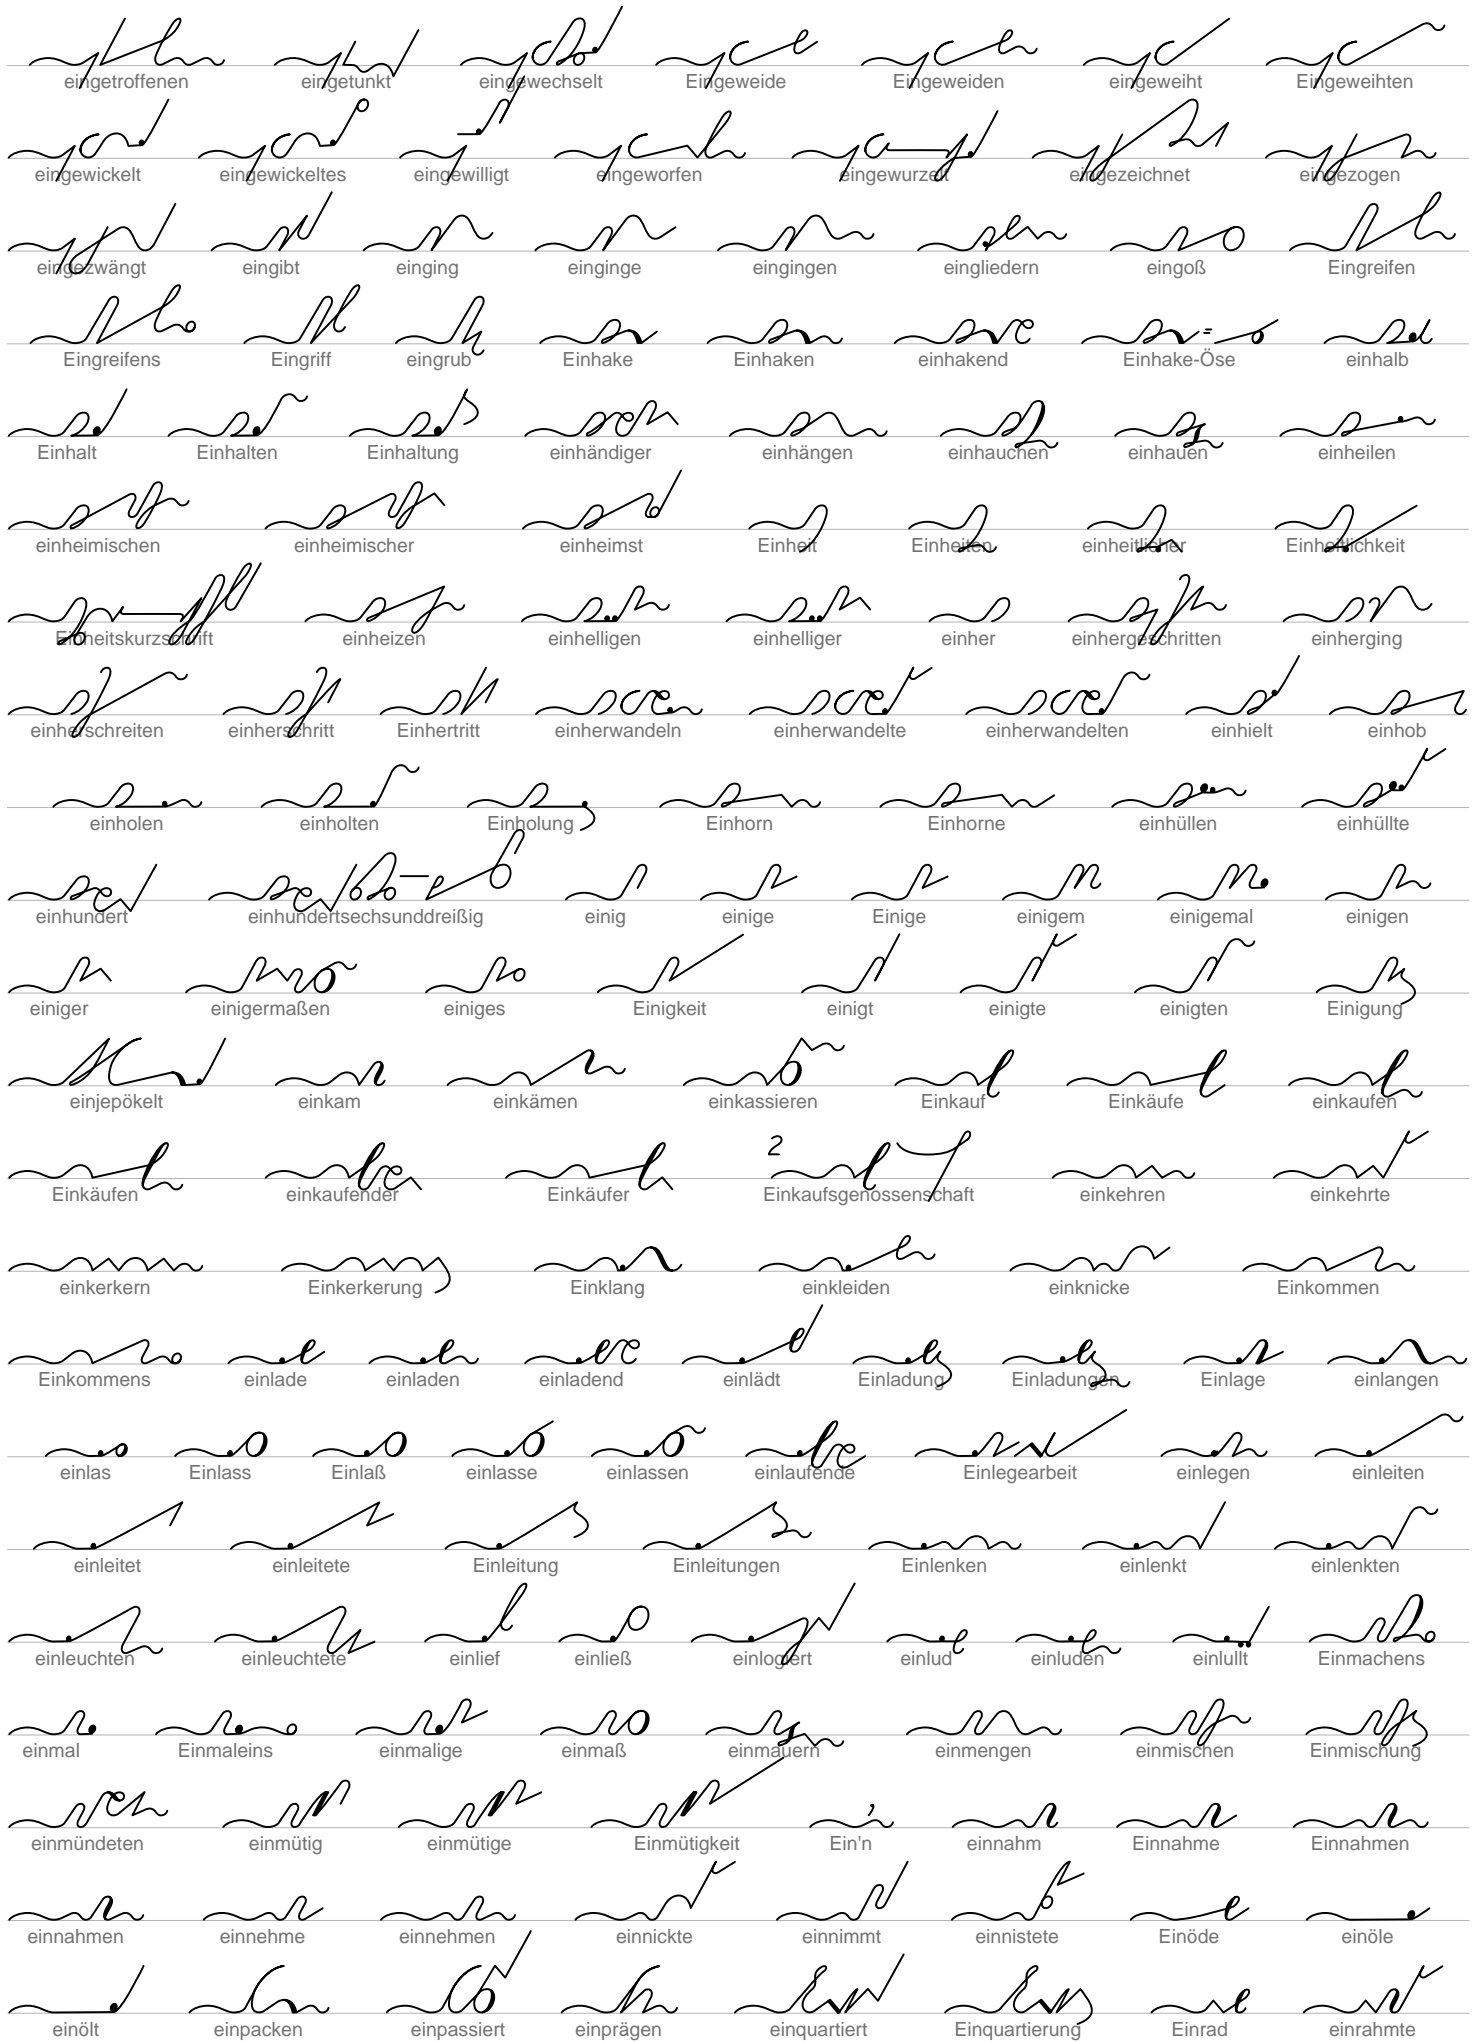 eingetroffenen eingetunkt eingewechselt Eingeweide Eingeweiden eingeweiht Eingeweihten
eingewickelt eingewickeltes eingewilligt eingeworfen eingewurzelt eingezeichnet eingezogen
eingezwängt eingibt einging einginge eingingen eingliedern eingoß Eingreifen
Eingreifens Eingriff eingrub Einhake Einhaken einhakend Einhake-Öse einhalb
Einhalt Einhalten Einhaltung einhändiger einhängen einhauchen einhauen einheilen
einheimischen einheimischer einheimst Einheit Einheiten einheitlicher Einheitlichkeit
Einheitskurzschrift einheizen einhelligen einhelliger einher einhergeschritten einherging
einherschreiten einherschritt Einhertritt einherwandeln einherwandelte einherwandelten einhielt einhob
einholen einholten Einholung Einhorn Einhorne einhüllen einhüllte
einhundert einhundertsechsunddreißig einig einige Einige einigem einigemal einigen
einiger einigermaßen einiges Einigkeit einigt einigte einigten Einigung
einjepökelt einkam einkämen einkassieren Einkauf Einkäufe einkaufen
Einkäufen einkaufender Einkäufer Einkaufsgenossenschaft einkehren einkehrte
einkerkern Einkerkerung Einklang einkleiden einknicke Einkommen
Einkommens einlade einladen einladend einlädt Einladung Einladungen Einlage einlangen
einlas Einlass Einlaß einlasse einlassen einlaufende Einlegearbeit einlegen einleiten
einleitet einleitete Einleitung Einleitungen Einlenken einlenkt einlenkten
einleuchten einleuchtete einlief einließ einlogiert einlud einluden einlullt Einmachens
einmal Einmaleins einmalige einmaß einmauern einmengen einmischen Einmischung
einmündeten einmütig einmütige Einmütigkeit Ein'n einnahm Einnahme Einnahmen
einnahmen einnehme einnehmen einnickte einnimmt einnistete Einöde einöle
einölt einpacken einpassiert einprägen einquartiert Einquartierung Einrad einrahmte